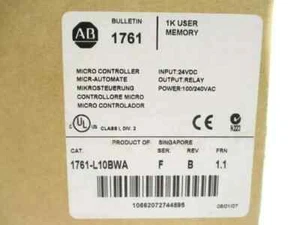 AB
BULLETIN
1761
1K USER
MEMORY
MICRO CONTROLLER
MICR-AUTOMATE
MIKROSTEUERUNG
CONTROLLORE MICRO
MICRO CONTROLADOR
INPUT:24VDC
OUTPUT:RELAY
POWER:100/240VAC
CLASS I, DIV. 2
N223
PRODUCT OF SINGAPORE
CAT. SER. REV. FRN
1761-L10BWA F B 1.1
10662072744895